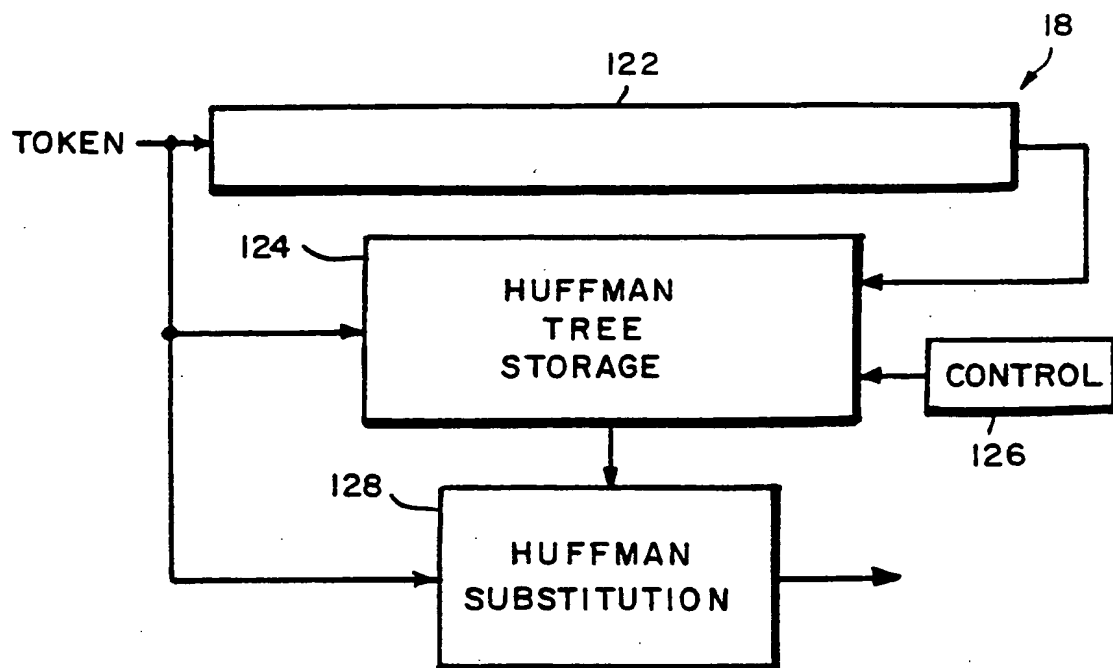 18
122
TOKEN
124
HUFFMAN
TREE
STORAGE
CONTROL
126
128
HUFFMAN
SUBSTITUTION